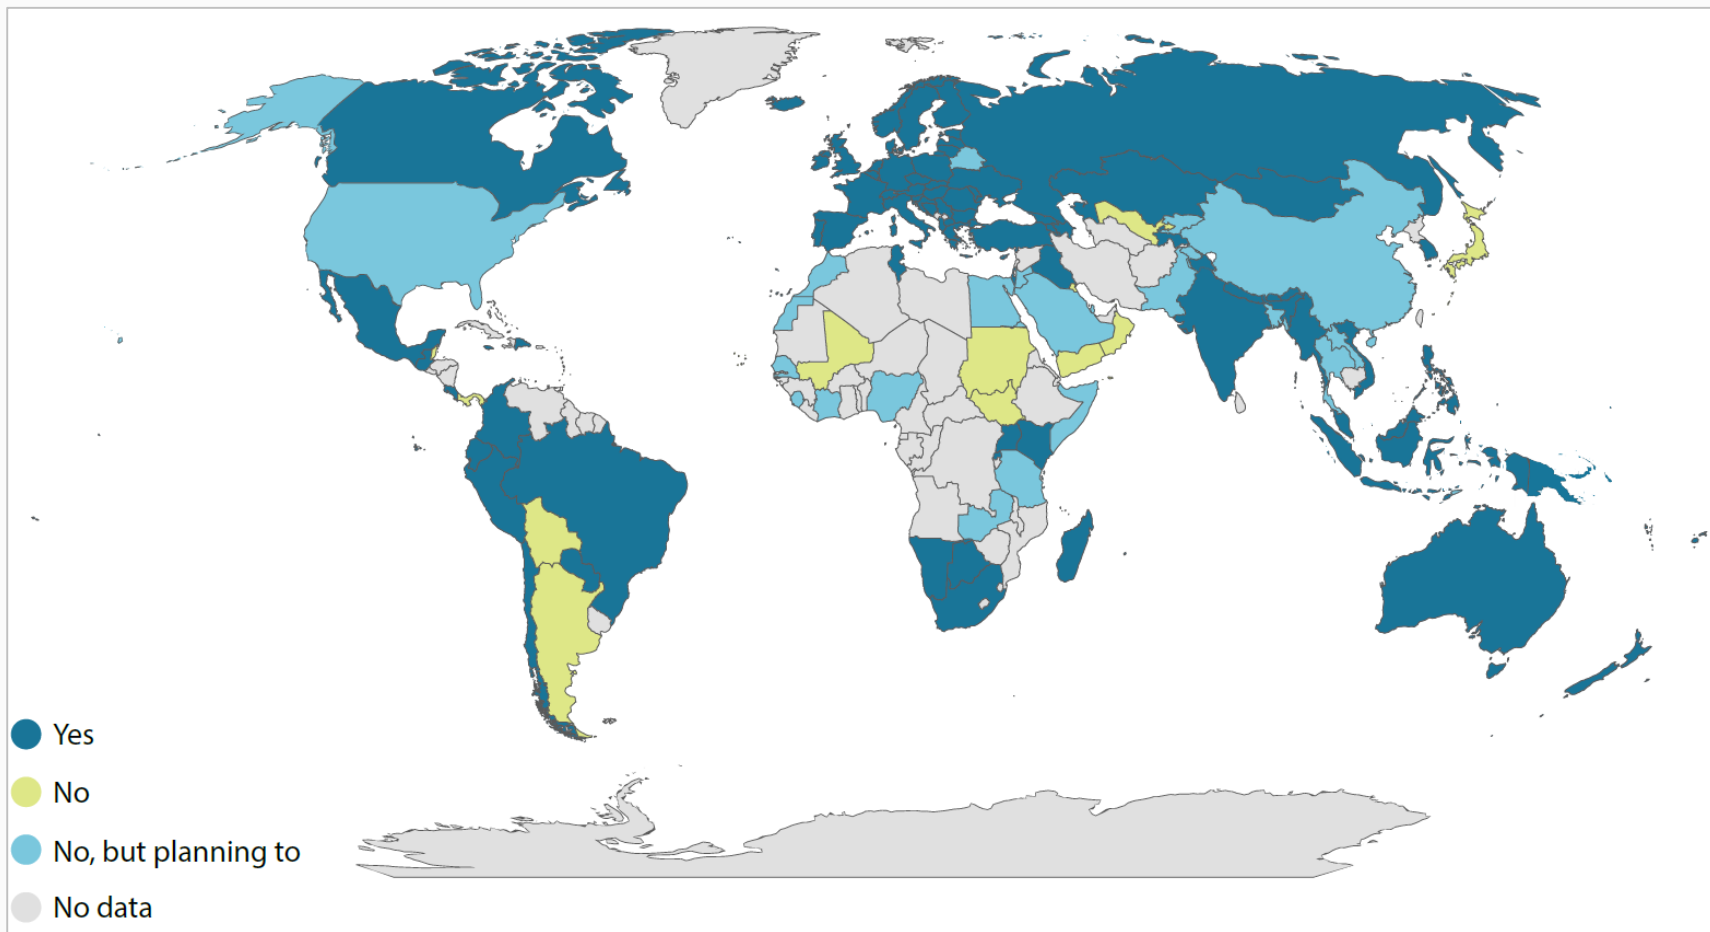 Yes
No
No, but planning to
No data